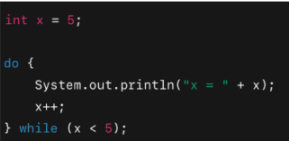 int x = 5;
do {
    System.out.println("x = " + x);
    x++;
} while (x < 5);